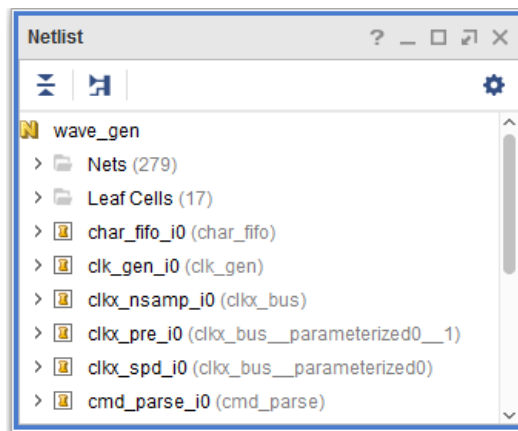 Netlist
wave_gen
Nets (279)
Leaf Cells (17)
char_fifo_i0 (char_fifo)
clk_gen_i0 (clk_gen)
clkx_nsamp_i0 (clkx_bus)
clkx_pre_i0 (clkx_bus__parameterized0__1)
clkx_spd_i0 (clkx_bus__parameterized0)
cmd_parse_i0 (cmd_parse)